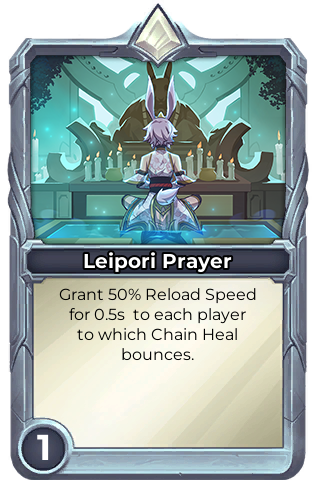 Leipori Prayer
Grant 50% Reload Speed
for 0.5s to each player
to which Chain Heal
bounces.
1